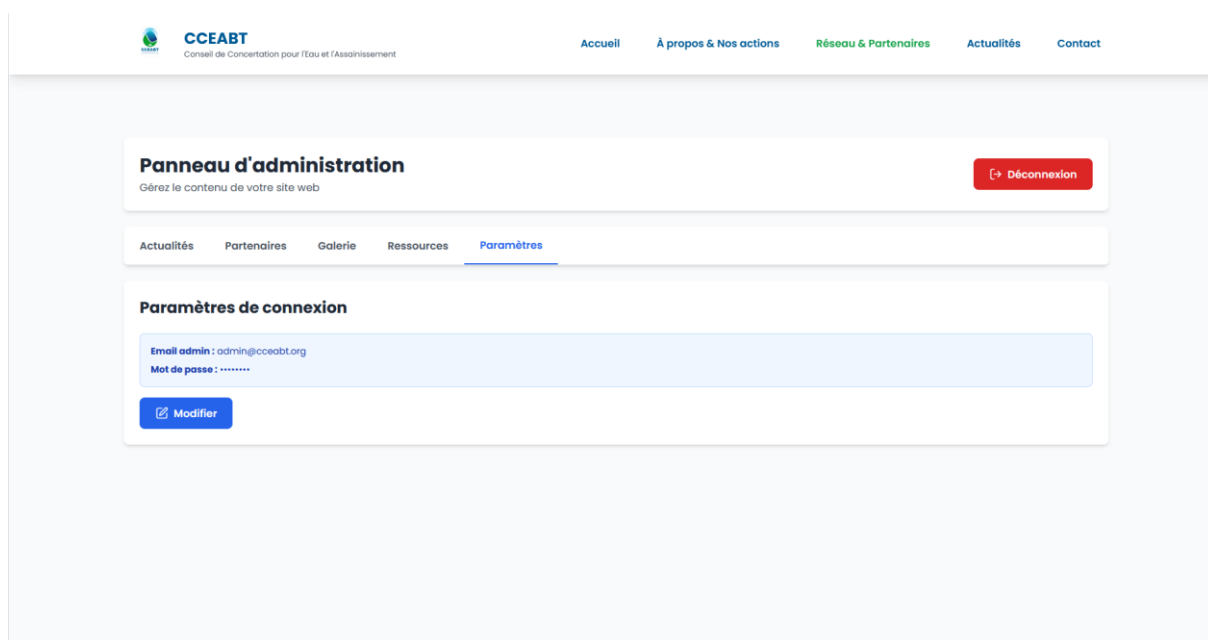 CCEABT
CCEABT
Conseil de Concertation pour l'Eau et l'Assainissement
Accueil
À propos & Nos actions
Réseau & Partenaires
Actualités
Contact
Panneau d'administration
Gérez le contenu de votre site web
Déconnexion
Actualités
Partenaires
Galerie
Ressources
Paramètres
Paramètres de connexion
Email admin : admin@cceabt.org
Mot de passe : ••••••••
Modifier